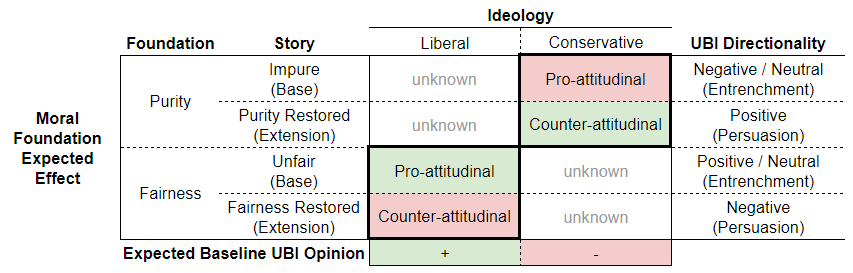 Ideology
Foundation Story Liberal Conservative UBI Directionality
Moral Foundation Expected Effect
Purity
Impure (Base) unknown Pro-attitudinal Negative / Neutral (Entrenchment)
Purity Restored (Extension) unknown Counter-attitudinal Positive (Persuasion)
Fairness
Unfair (Base) Pro-attitudinal unknown Positive / Neutral (Entrenchment)
Fairness Restored (Extension) Counter-attitudinal unknown Negative (Persuasion)
Expected Baseline UBI Opinion + -